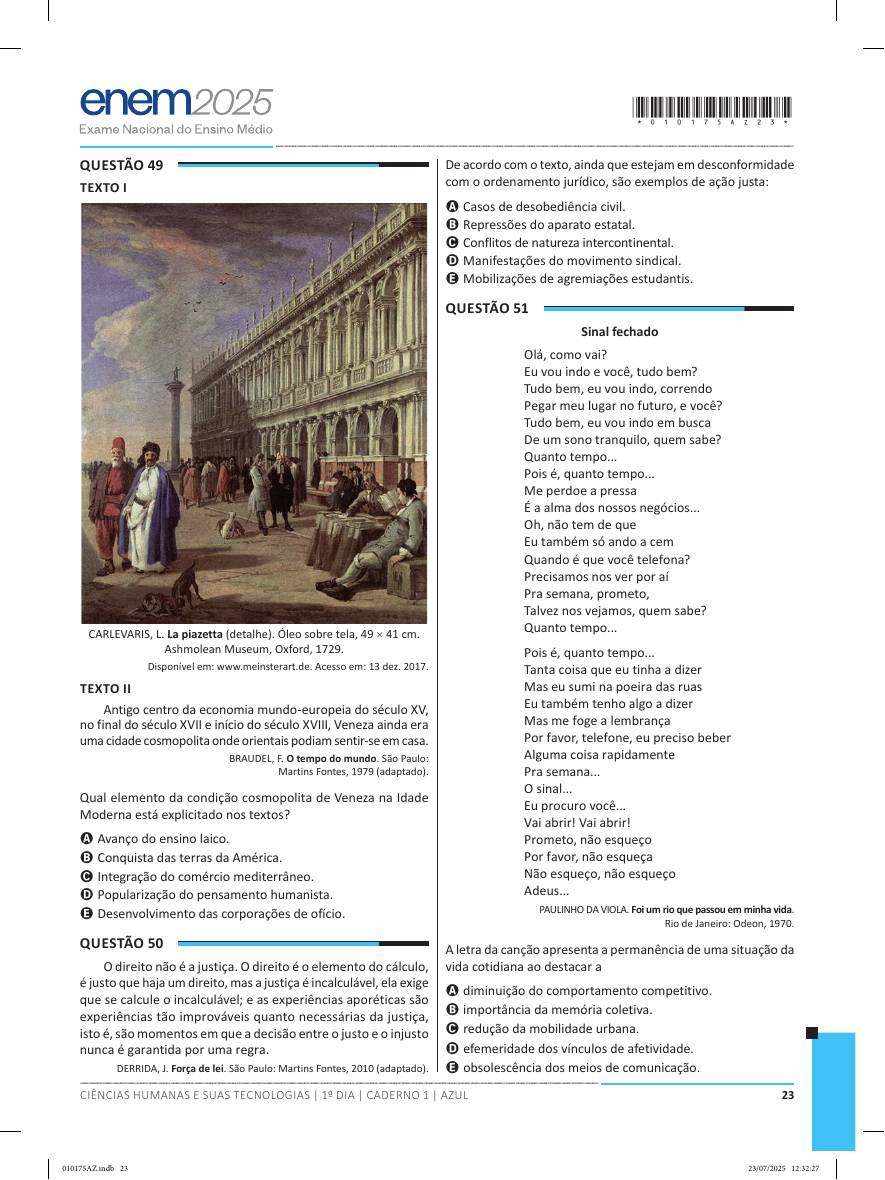 enem2025
Exame Nacional do Ensino Médio
*010175AZ23*
QUESTÃO 49
TEXTO I
CARLEVARIS, L. La piazetta (detalhe). Óleo sobre tela, 49 × 41 cm.
Ashmolean Museum, Oxford, 1729.
Disponível em: www.meinsterart.de. Acesso em: 13 dez. 2017.
TEXTO II
Antigo centro da economia mundo-europeia do século XV,
no final do século XVII e início do século XVIII, Veneza ainda era
uma cidade cosmopolita onde orientais podiam sentir-se em casa.
BRAUDEL, F. O tempo do mundo. São Paulo:
Martins Fontes, 1979 (adaptado).
Qual elemento da condição cosmopolita de Veneza na Idade
Moderna está explicitado nos textos?
A Avanço do ensino laico.
B Conquista das terras da América.
C Integração do comércio mediterrâneo.
D Popularização do pensamento humanista.
E Desenvolvimento das corporações de ofício.
QUESTÃO 50
O direito não é a justiça. O direito é o elemento do cálculo,
é justo que haja um direito, mas a justiça é incalculável, ela exige
que se calcule o incalculável; e as experiências aporéticas são
experiências tão improváveis quanto necessárias da justiça,
isto é, são momentos em que a decisão entre o justo e o injusto
nunca é garantida por uma regra.
DERRIDA, J. Força de lei. São Paulo: Martins Fontes, 2010 (adaptado).
De acordo com o texto, ainda que estejam em desconformidade
com o ordenamento jurídico, são exemplos de ação justa:
A Casos de desobediência civil.
B Repressões do aparato estatal.
C Conflitos de natureza intercontinental.
D Manifestações do movimento sindical.
E Mobilizações de agremiações estudantis.
QUESTÃO 51
Sinal fechado
Olá, como vai?
Eu vou indo e você, tudo bem?
Tudo bem, eu vou indo, correndo
Pegar meu lugar no futuro, e você?
Tudo bem, eu vou indo em busca
De um sono tranquilo, quem sabe?
Quanto tempo...
Pois é, quanto tempo...
Me perdoe a pressa
É a alma dos nossos negócios...
Oh, não tem de que
Eu também só ando a cem
Quando é que você telefona?
Precisamos nos ver por aí
Pra semana, prometo,
Talvez nos vejamos, quem sabe?
Quanto tempo...
Pois é, quanto tempo...
Tanta coisa que eu tinha a dizer
Mas eu sumi na poeira das ruas
Eu também tenho algo a dizer
Mas me foge a lembrança
Por favor, telefone, eu preciso beber
Alguma coisa rapidamente
Pra semana...
O sinal...
Eu procuro você...
Vai abrir! Vai abrir!
Prometo, não esqueço
Por favor, não esqueça
Não esqueço, não esqueço
Adeus...
PAULINHO DA VIOLA. Foi um rio que passou em minha vida.
Rio de Janeiro: Odeon, 1970.
A letra da canção apresenta a permanência de uma situação da
vida cotidiana ao destacar a
A diminuição do comportamento competitivo.
B importância da memória coletiva.
C redução da mobilidade urbana.
D efemeridade dos vínculos de afetividade.
E obsolescência dos meios de comunicação.
CIÊNCIAS HUMANAS E SUAS TECNOLOGIAS | 1º DIA | CADERNO 1 | AZUL
23
010175AZ.indb 23
23/07/2025 12:32:27